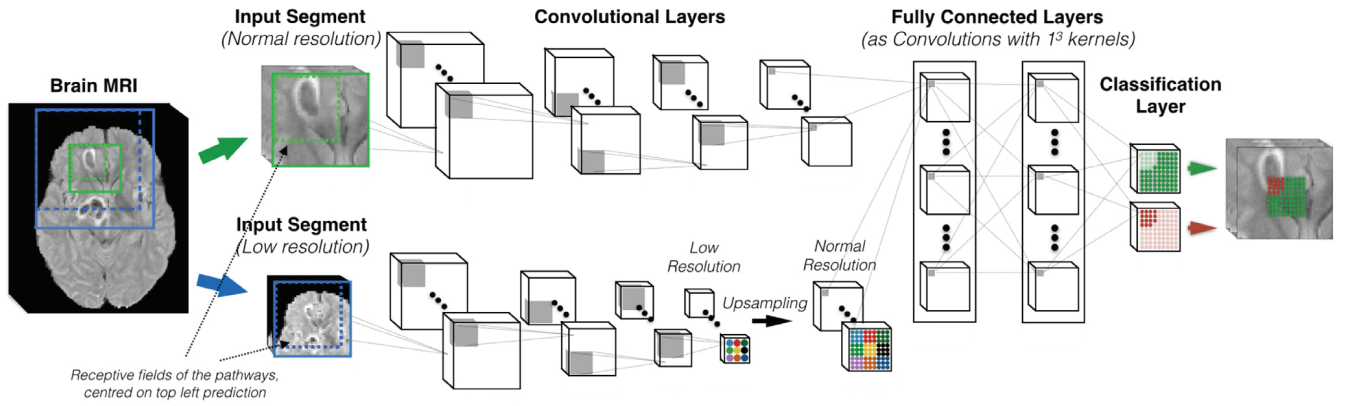 Brain MRI
Input Segment
(Normal resolution)
Convolutional Layers
Fully Connected Layers
(as Convolutions with 1³ kernels)
Classification
Layer
Input Segment
(Low resolution)
Low
Resolution
Upsampling
Normal
Resolution
Receptive fields of the pathways,
centred on top left prediction